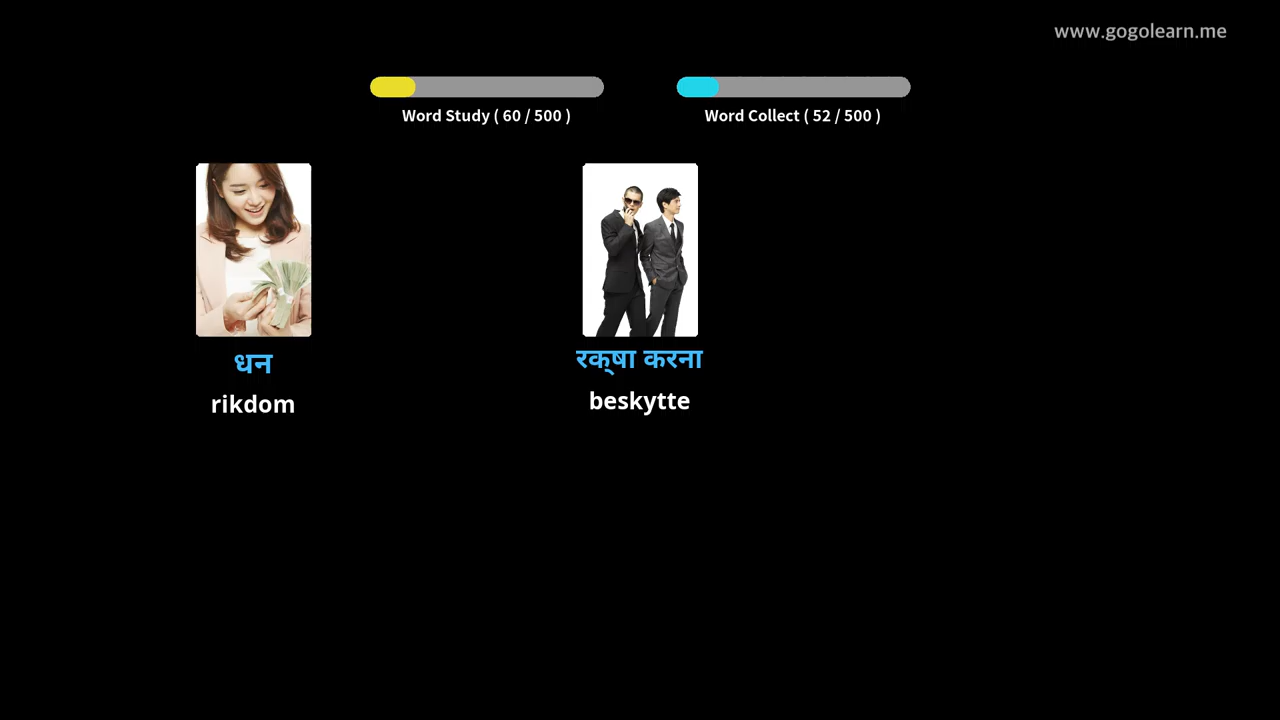 www.gogolearn.me
Word Study ( 60 / 500 )
Word Collect ( 52 / 500 )
धन
रक्षा करना
rikdom
beskytte